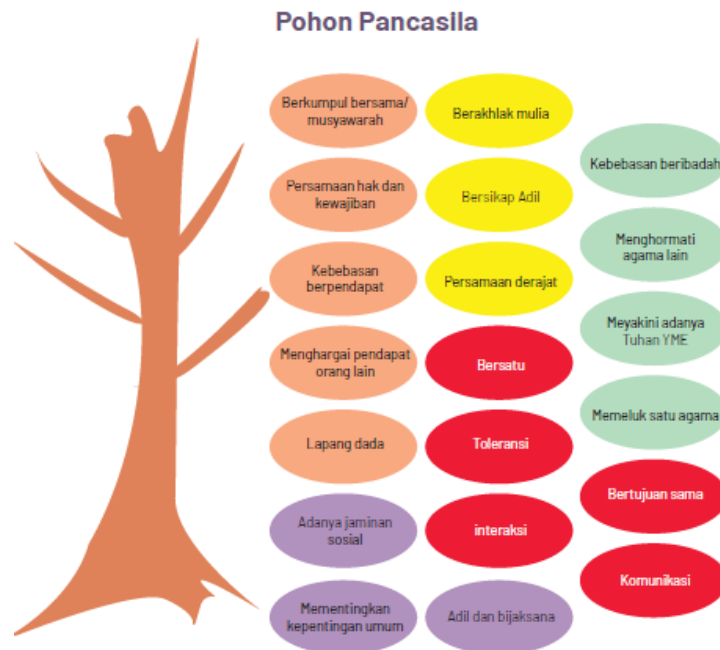 Pohon Pancasila
Berkumpul bersama/
musyawarah
Persamaan hak dan
kewajiban
Kebebasan
berpendapat
Menghargai pendapat
orang lain
Lapang dada
Adanya jaminan
sosial
Mementingkan
kepentingan umum
Berakhlak mulia
Bersikap Adil
Persamaan derajat
Bersatu
Toleransi
interaksi
Adil dan bijaksana
Kebebasan beribadah
Menghormati
agama lain
Meyakini adanya
Tuhan YME
Memeluk satu agama
Bertujuan sama
Komunikasi